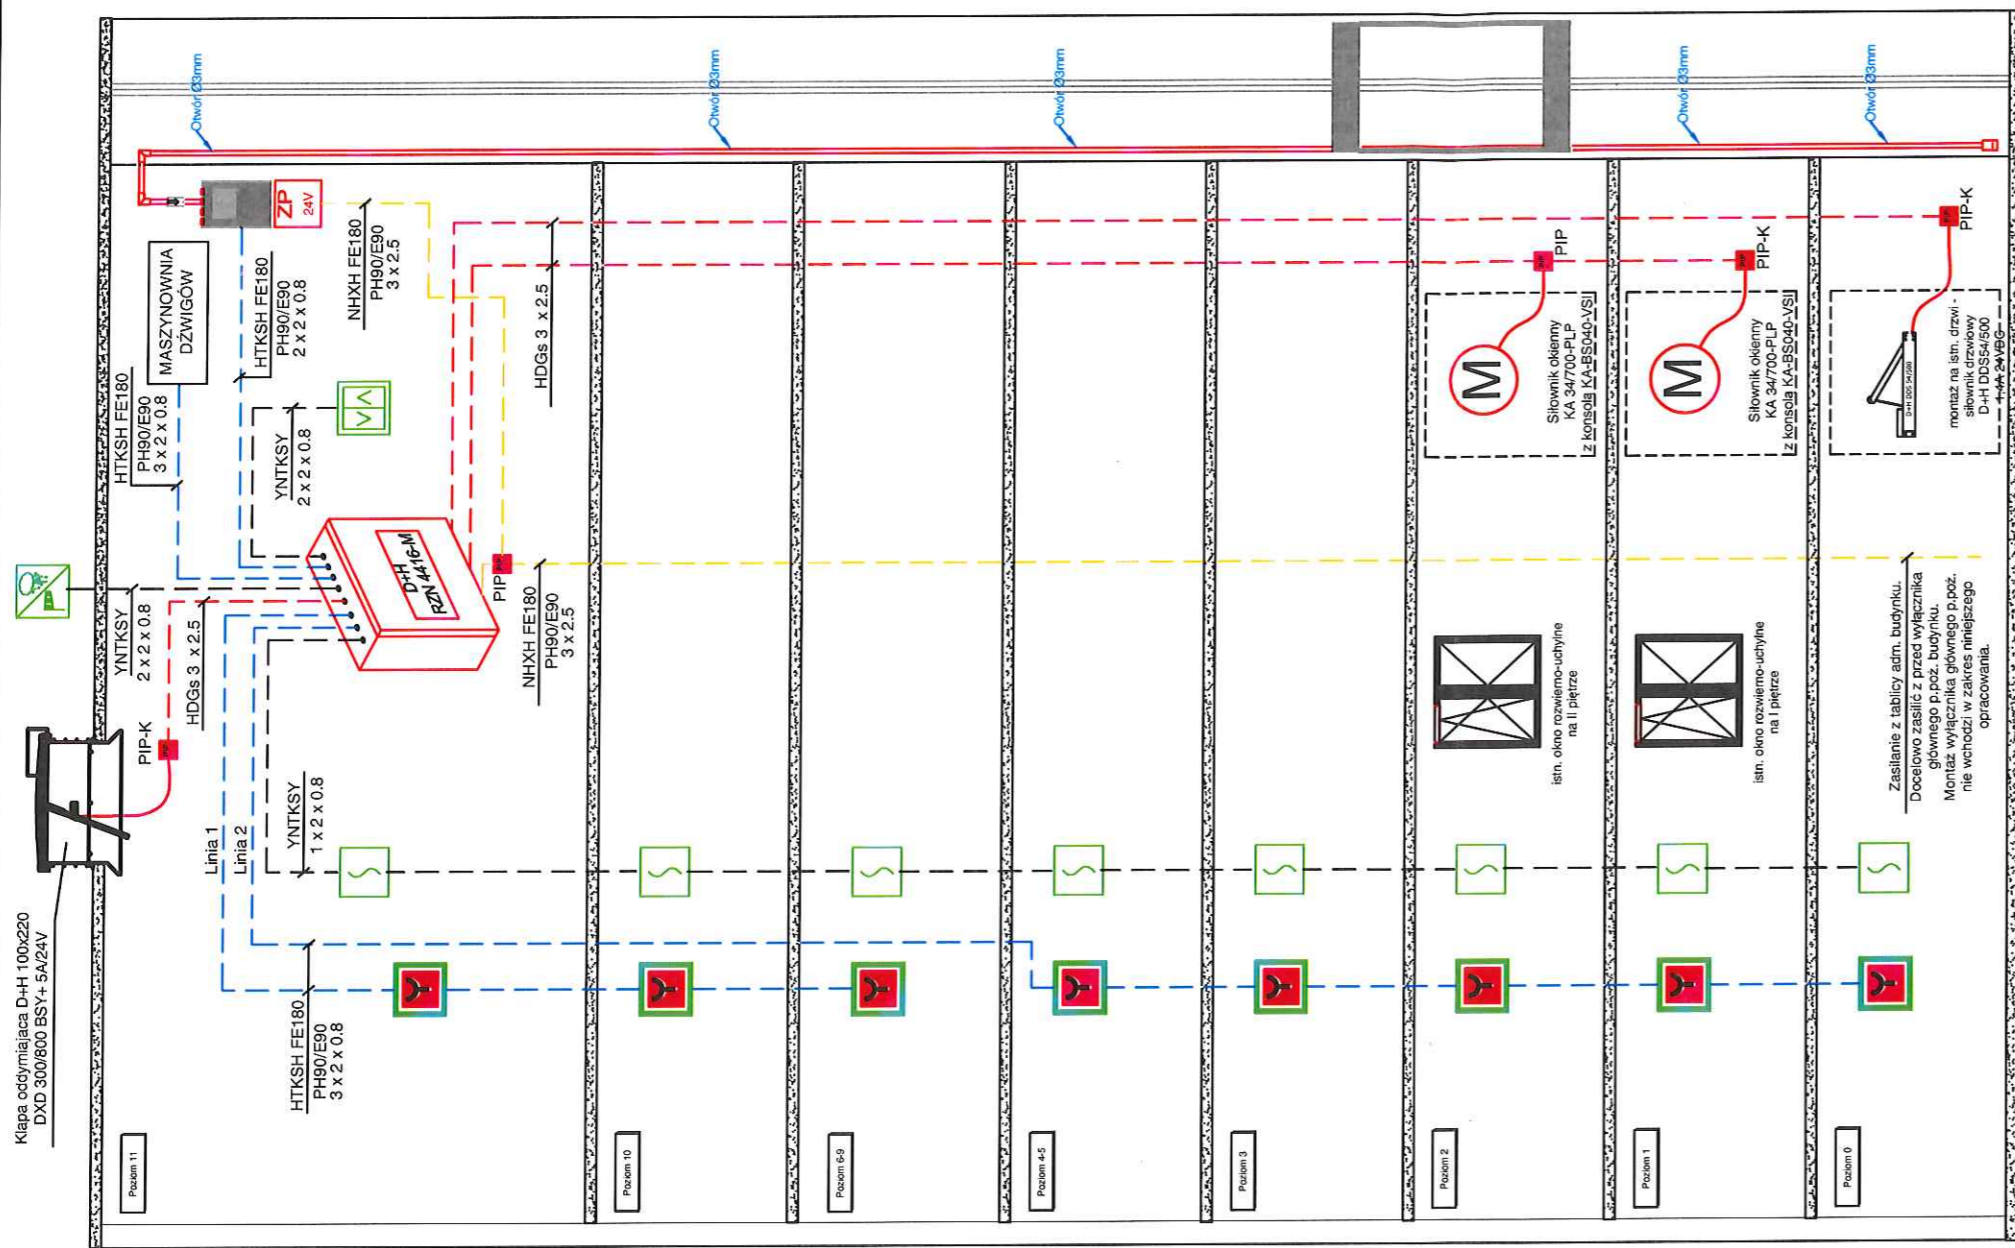 Klapa oddymiająca D+H 100x220
DXD 300/800 BSY+ 5A/24V
PIP-K
YNTKSY
2 x 2 x 0.8
HDGs 3 x 2.5
HTKSH FE180
PH90/E90
3 x 2 x 0.8
MASZYNOWNIA
DŹWIGÓW
Otwór Ø3mm
ZP
24V
HTKSH FE180
PH90/E90
2 x 2 x 0.8
NHXH FE180
PH90/E90
3 x 2.5
YNTKSY
2 x 2 x 0.8
D+H
RZN 4416-M
PIP
PIP
Linia 1
Linia 2
YNTKSY
1 x 2 x 0.8
HTKSH FE180
PH90/E90
3 x 2 x 0.8
NHXH FE180
PH90/E90
3 x 2.5
HDGs 3 x 2.5
Poziom 11
Otwór Ø3mm
Poziom 10
Poziom 6-9
Otwór Ø3mm
Poziom 4-5
Poziom 3
Poziom 2
istn. okno rozwierno-uchylne
na II piętrze
M
Siłownik okienny
KA 34/700-PLP
z konsolą KA-BS040-VSI
PIP
Otwór Ø3mm
Poziom 1
istn. okno rozwierno-uchylne
na I piętrze
M
Siłownik okienny
KA 34/700-PLP
z konsolą KA-BS040-VSI
PIP-K
Otwór Ø3mm
Poziom 0
Zasilanie z tablicy adm. budynku.
Docelowo zasilić z przed wyłącznika
głównego p.poż. budynku.
Montaż wyłącznika głównego p.poż.
nie wchodzi w zakres niniejszego
opracowania.
D+H DDS 54/500
montaż na istn. drzwi -
siłownik drzwiowy
D+H DDS54/500
PIP-K